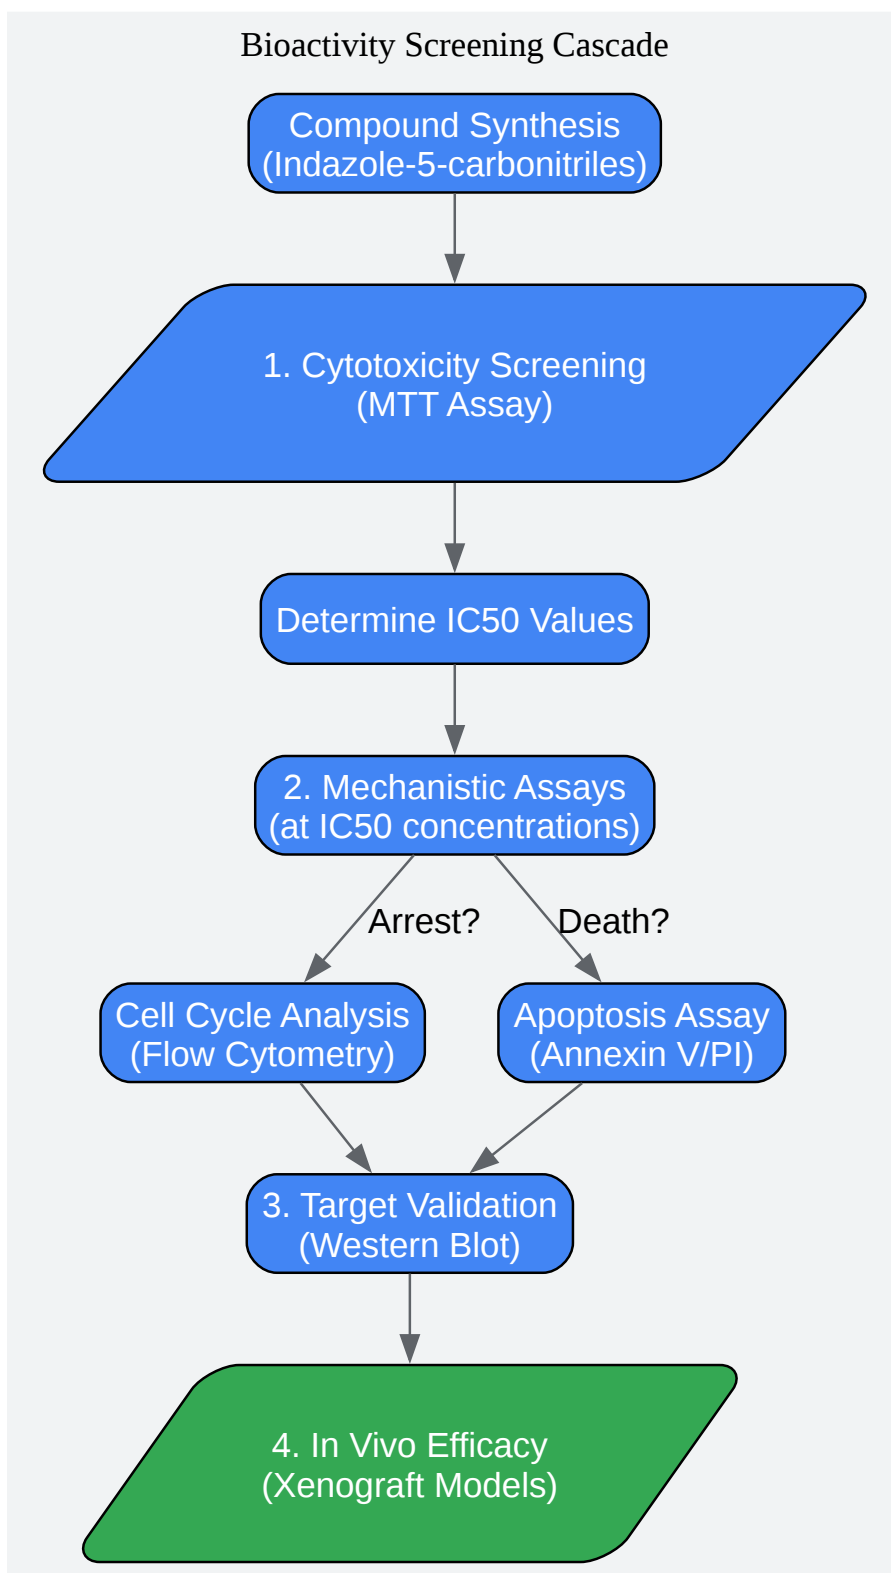 Bioactivity Screening Cascade
Compound Synthesis
(Indazole-5-carbonitriles)
1. Cytotoxicity Screening
(MTT Assay)
Determine IC50 Values
2. Mechanistic Assays
(at IC50 concentrations)
Arrest?
Death?
Cell Cycle Analysis
(Flow Cytometry)
Apoptosis Assay
(Annexin V/PI)
3. Target Validation
(Western Blot)
4. In Vivo Efficacy
(Xenograft Models)